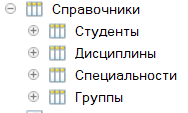 Справочники
Студенты
Дисциплины
Специальности
Группы